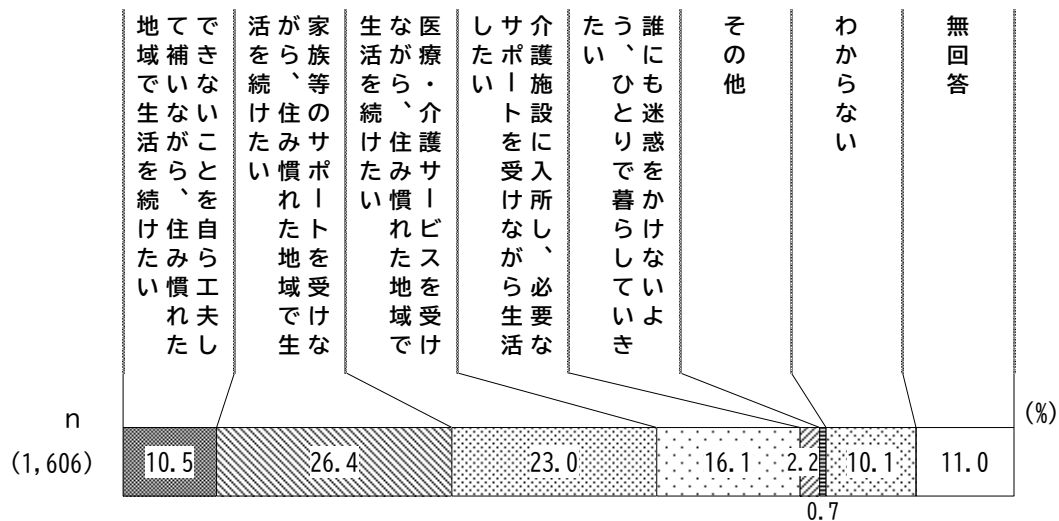 できないことを自ら工夫し
て補いながら、住み慣れた
地域で生活を続けたい
家族等のサポートを受けな
がら、住み慣れた地域で生
活を続けたい
医療・介護サービスを受け
ながら、住み慣れた地域で
生活を続けたい
介護施設に入所し、必要な
サポートを受けながら生活
したい
誰にも迷惑をかけないよ
う、ひとりで暮らしていき
たい
その他
わからない
無回答
n
(%)
(1,606)
10.5
26.4
23.0
16.1
2.2
10.1
11.0
0.7